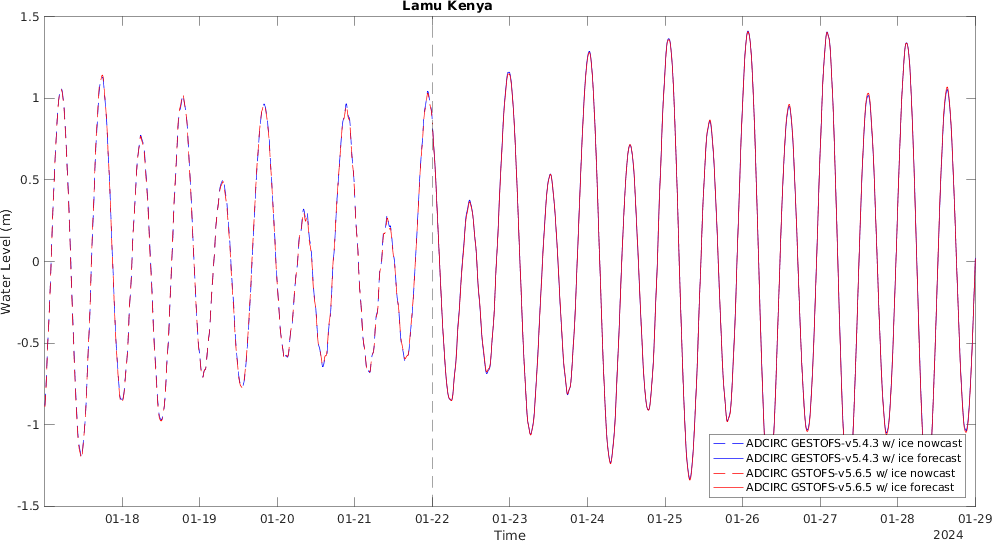 Lamu Kenya
1.5
1
0.5
0
-0.5
-1
-1.5
Water Level (m)
ADCIRC GESTOFS-v5.4.3 w/ ice nowcast
ADCIRC GESTOFS-v5.4.3 w/ ice forecast
ADCIRC GSTOFS-v5.6.5 w/ ice nowcast
ADCIRC GSTOFS-v5.6.5 w/ ice forecast
01-18 01-19 01-20 01-21 01-22 01-23 01-24 01-25 01-26 01-27 01-28 01-29
Time
2024